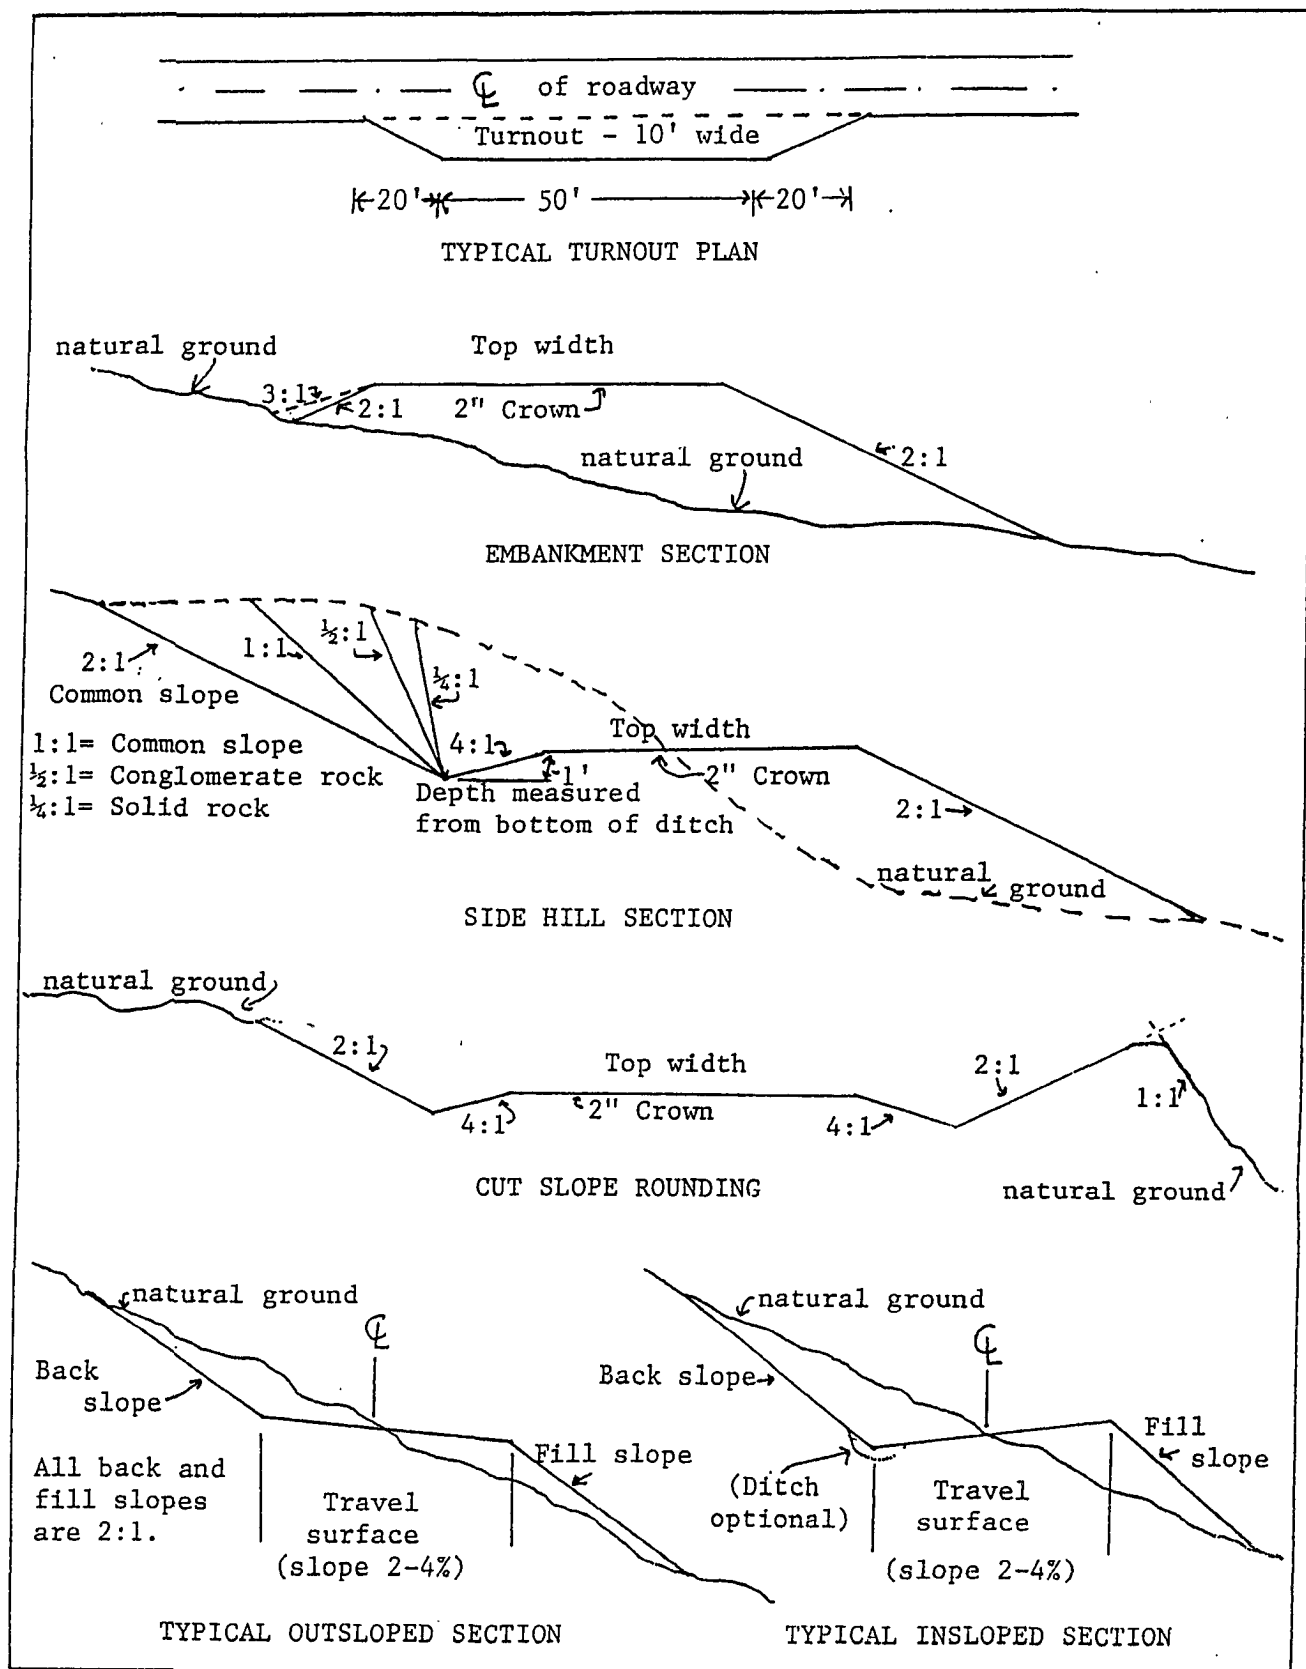 ℄ of roadway
Turnout - 10' wide
20' 50' 20'
TYPICAL TURNOUT PLAN
natural ground
Top width
3:1
2:1
2" Crown
natural ground
2:1
EMBANKMENT SECTION
2:1
Common slope
1:1
½:1
¼:1
1:1= Common slope
½:1= Conglomerate rock
¼:1= Solid rock
4:1
1'
Depth measured
from bottom of ditch
Top width
2" Crown
2:1
natural
ground
SIDE HILL SECTION
natural ground
2:1
4:1
Top width
2" Crown
4:1
2:1
1:1
natural ground
CUT SLOPE ROUNDING
natural ground
℄
Back
slope
Fill slope
All back and
fill slopes
are 2:1.
Travel
surface
(slope 2-4%)
TYPICAL OUTSLOPED SECTION
natural ground
℄
Back slope
Fill
slope
(Ditch
optional)
Travel
surface
(slope 2-4%)
TYPICAL INSLOPED SECTION